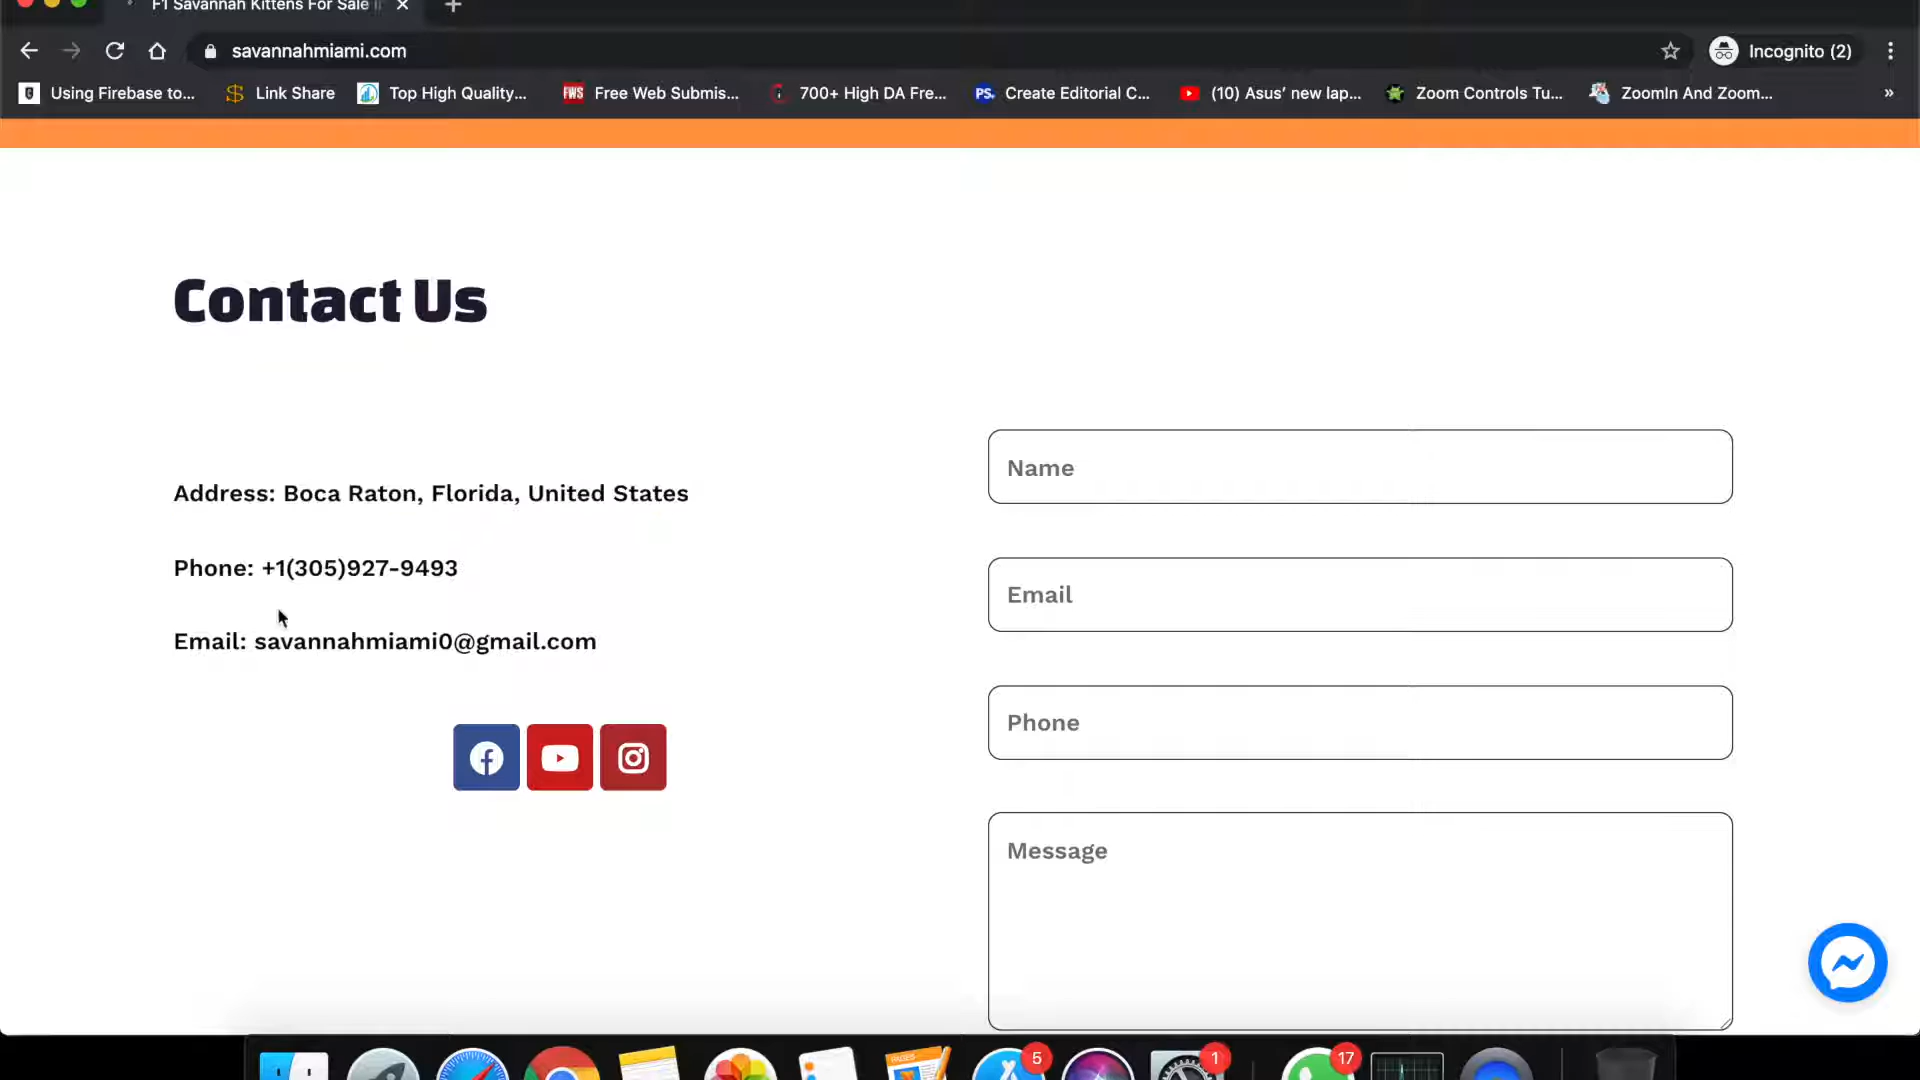 F1 Savannah Kittens For Sale
savannahmiami.com
Incognito (2)
Using Firebase to...
Link Share
Top High Quality...
FWS
Free Web Submis...
700+ High DA Fre...
PS.
Create Editorial C...
(10) Asus' new lap...
Zoom Controls Tu...
ZoomIn And Zoom...
»
Contact Us
Address: Boca Raton, Florida, United States
Phone: +1(305)927-9493
Email: savannahmiami0@gmail.com
Name
Email
Phone
Message
5
1
17